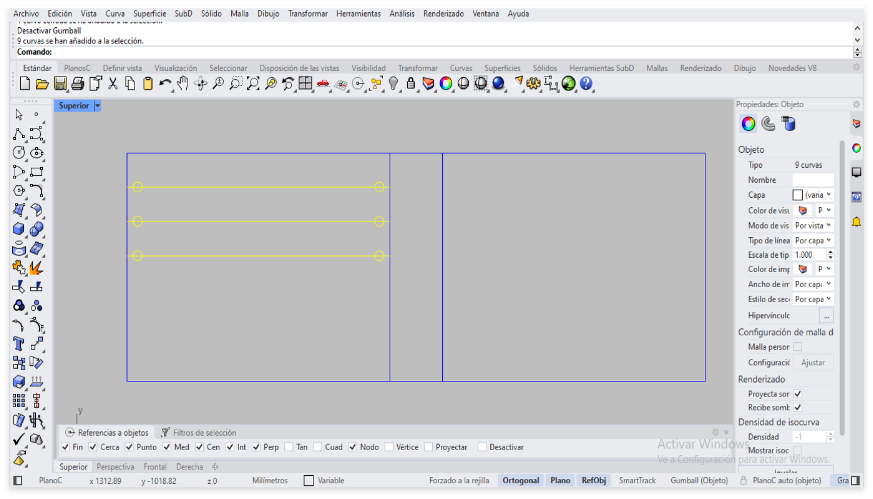 Archivo Edición Vista Curva Superficie SubD Sólido Malla Dibujo Transformar Herramientas Análisis Renderizado Ventana Ayuda
Desactivar Gumball
9 curvas se han añadido a la selección.
Comando:
Estándar PlanosC Definir vista Visualización Seleccionar Disposición de las vistas Visibilidad Transformar Curvas Superficies Sólidos Herramientas SubD Mallas Renderizado Dibujo Novedades V8
Superior
Propiedades: Objeto
Objeto
Tipo 9 curvas
Nombre
Capa (varia
Color de visu P
Modo de vis Por vista
Tipo de línea Por capa
Escala de tip 1.000
Color de imp P
Ancho de im Por capa
Estilo de sec Por capa
Hipervínculo ...
Configuración de malla d
Malla person
Configuració Ajustar
Renderizado
Proyecta som
Recibe somb
Densidad de isocurva
Densidad -1
Mostrar isoc
y
Referencias a objetos Filtros de selección
Fin Cerca Punto Med Cen Int Perp Tan Cuad Nodo Vértice Proyectar Desactivar
Activar Windows
Ve a Configuración para activar Windows.
Superior Perspectiva Frontal Derecha
PlanoC x 1312.89 y -1018.82 z 0 Milímetros Variable Forzado a la rejilla Ortogonal Plano RefObj SmartTrack Gumball (Objeto) PlanoC auto (objeto) Gra